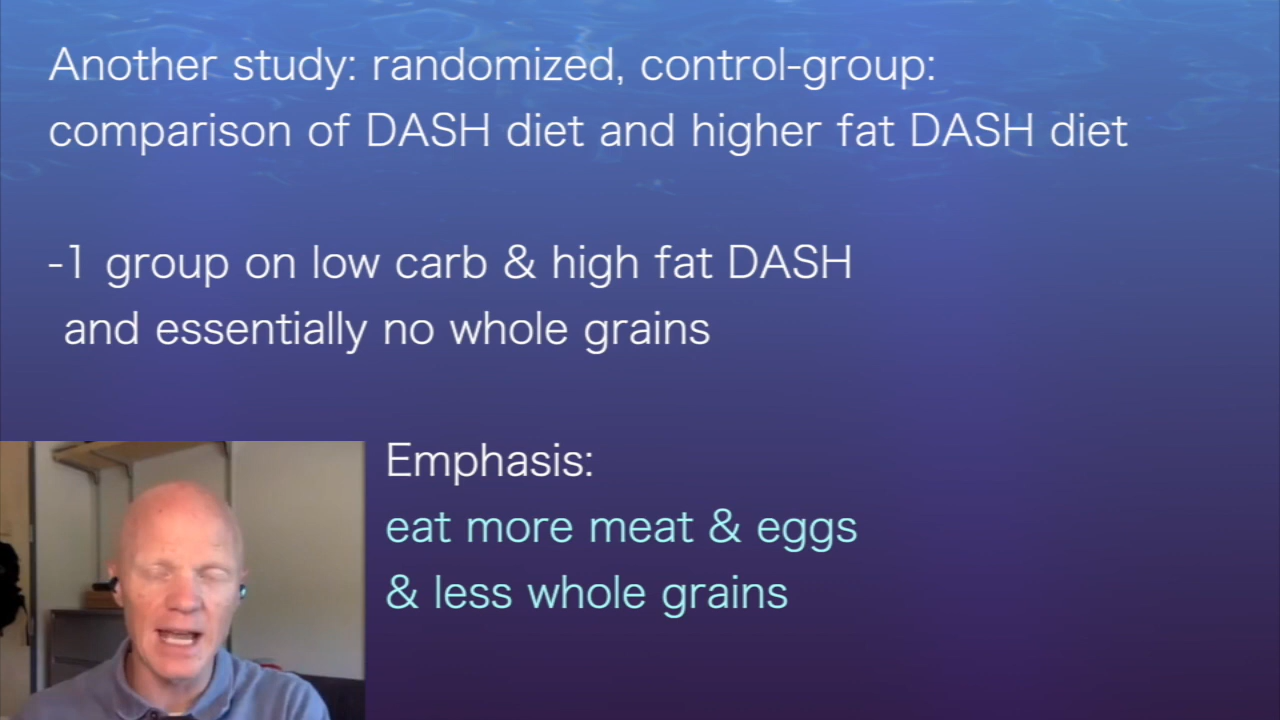 Another study: randomized, control-group:
comparison of DASH diet and higher fat DASH diet
-1 group on low carb & high fat DASH
and essentially no whole grains
Emphasis:
eat more meat & eggs
& less whole grains